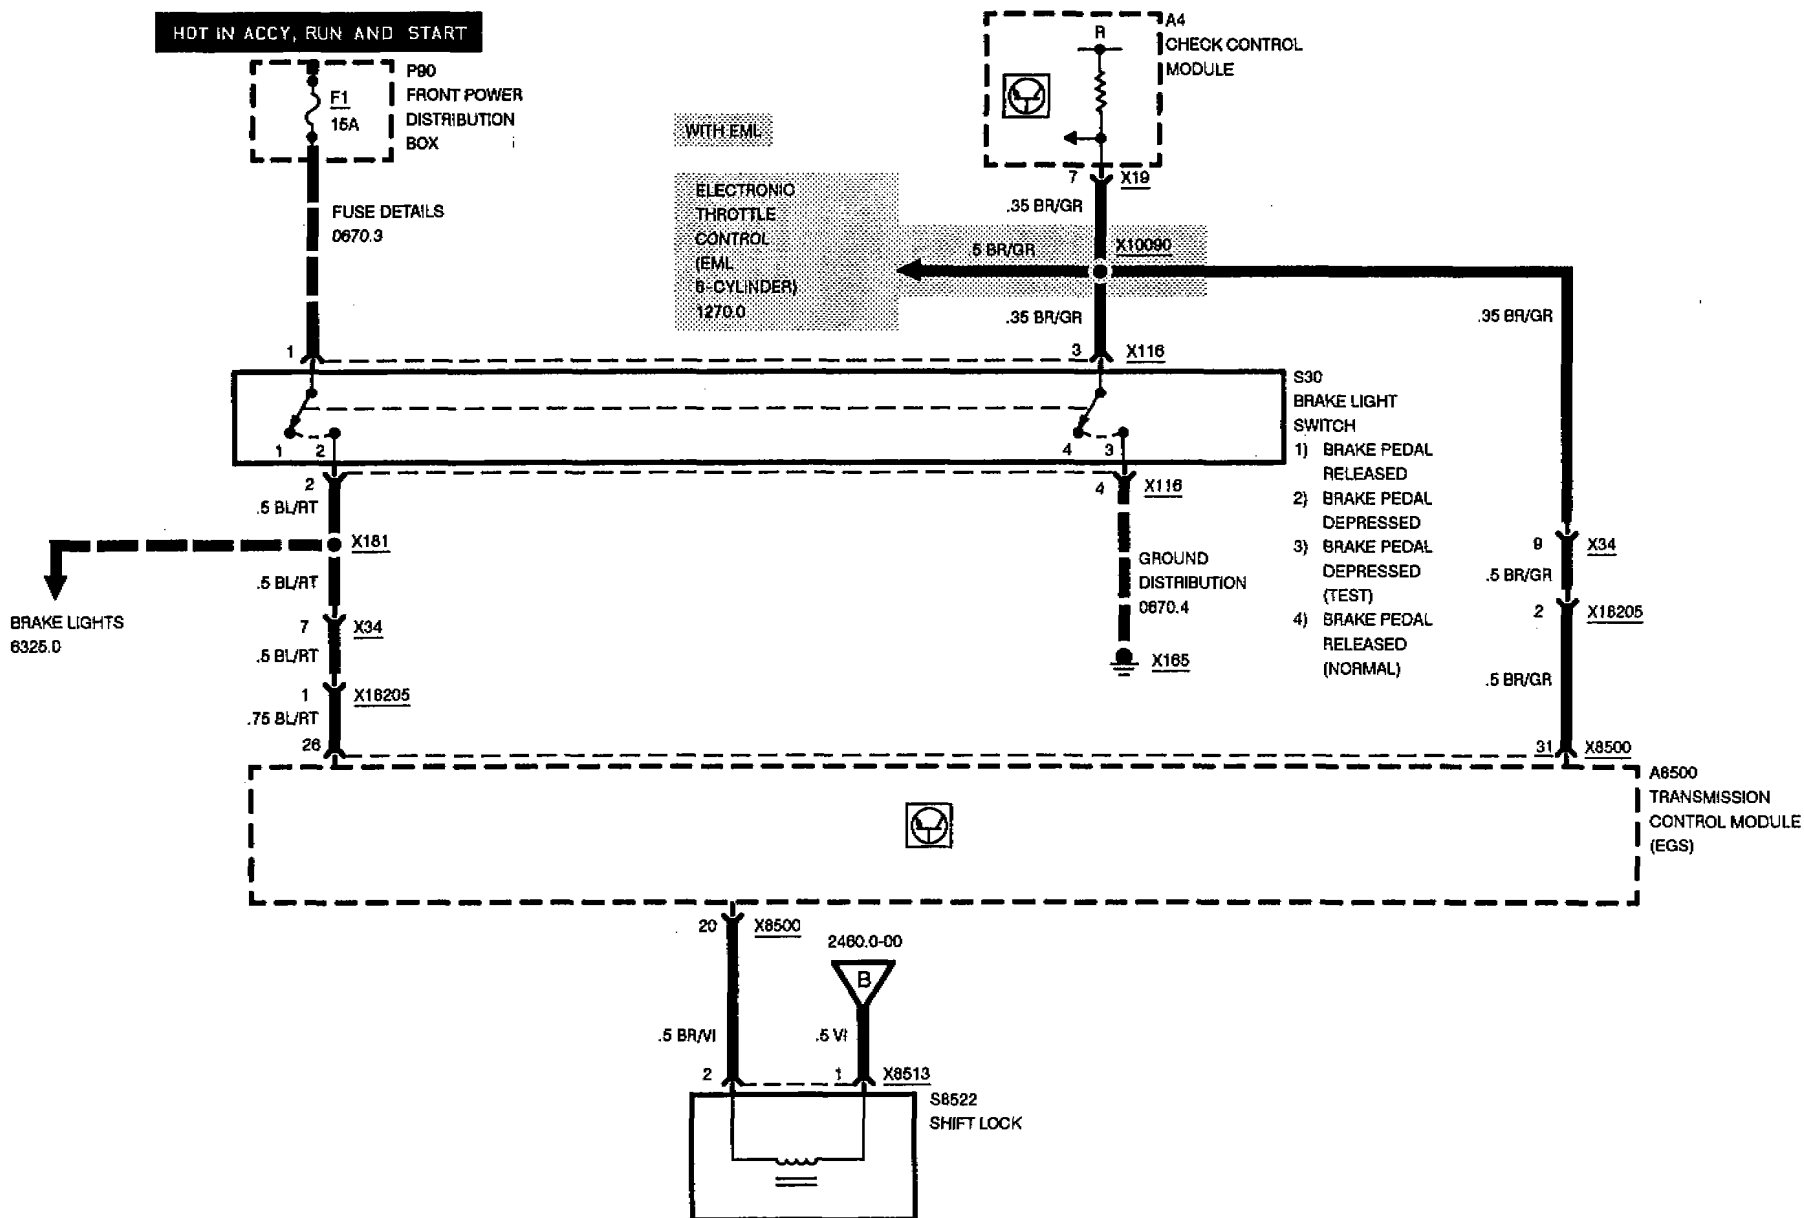 HOT IN ACCY, RUN AND START
P90
FRONT POWER
DISTRIBUTION
BOX
F1
15A
FUSE DETAILS
0670.3
WITH EML
ELECTRONIC
THROTTLE
CONTROL
(EML
8-CYLINDER)
1270.0
A4
CHECK CONTROL
MODULE
R
7
X19
.35 BR/GR
.5 BR/GR
X10090
.35 BR/GR
.35 BR/GR
1
3
X116
1
2
4
3
S30
BRAKE LIGHT
SWITCH
1) BRAKE PEDAL
RELEASED
2) BRAKE PEDAL
DEPRESSED
3) BRAKE PEDAL
DEPRESSED
(TEST)
4) BRAKE PEDAL
RELEASED
(NORMAL)
2
.5 BL/RT
X181
.5 BL/RT
BRAKE LIGHTS
6325.0
7
X34
.5 BL/RT
1
X18205
.75 BL/RT
26
4
X116
GROUND
DISTRIBUTION
0670.4
X165
9
X34
.5 BR/GR
2
X18205
.5 BR/GR
31
X8500
A8500
TRANSMISSION
CONTROL MODULE
(EGS)
20
X8500
2460.0-00
B
.5 BR/VI
.5 VI
2
1
X8513
S8522
SHIFT LOCK